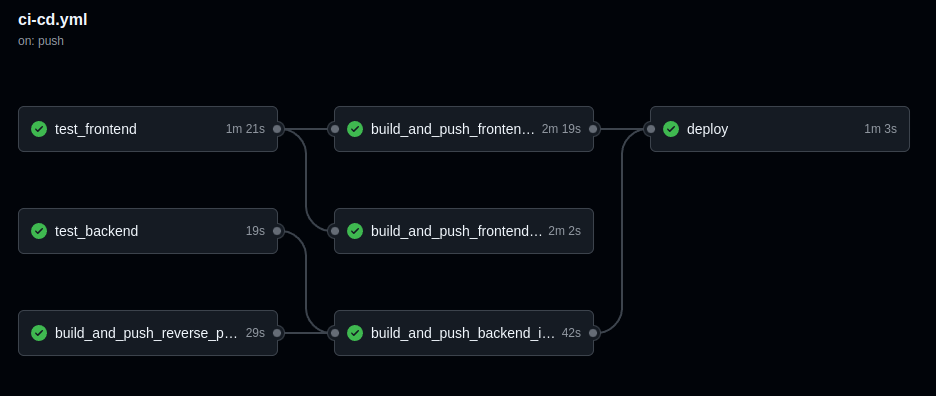 ci-cd.yml
on: push
test_frontend 1m 21s
build_and_push_fronten… 2m 19s
deploy 1m 3s
test_backend 19s
build_and_push_frontend… 2m 2s
build_and_push_reverse_p… 29s
build_and_push_backend_i… 42s